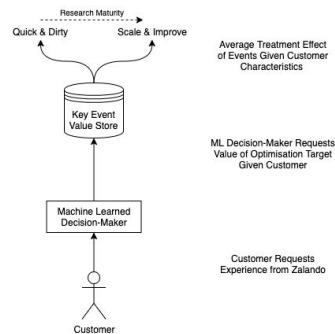 Research Maturity
Quick & Dirty
Scale & Improve
Average Treatment Effect
of Events Given Customer
Characteristics
Key Event
Value Store
ML Decision-Maker Requests
Value of Optimisation Target
Given Customer
Machine Learned
Decision-Maker
Customer Requests
Experience from Zalando
Customer